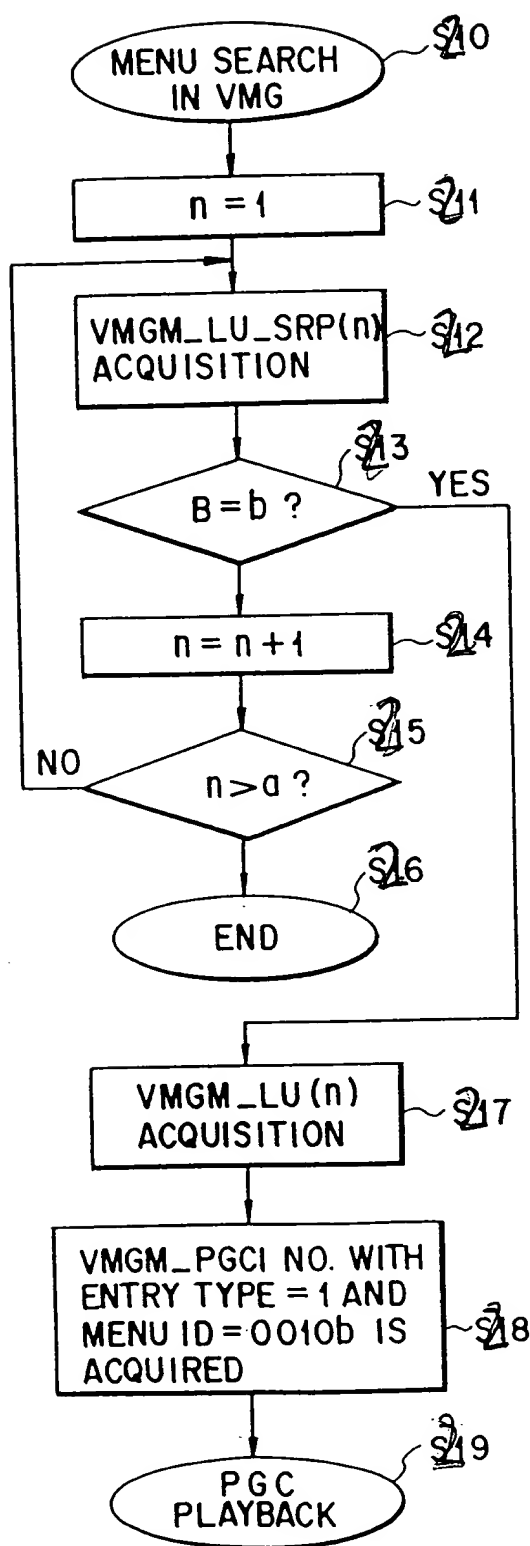 MENU SEARCH
IN VMG
S210
n = 1
S211
VMGM_LU_SRP(n)
ACQUISITION
S212
B = b ?
S213
YES
n = n + 1
S214
n > a ?
S215
NO
END
S216
VMGM_LU(n)
ACQUISITION
S217
VMGM_PGCI NO. WITH
ENTRY TYPE = 1 AND
MENU ID = 0010b IS
ACQUIRED
S218
PGC
PLAYBACK
S219